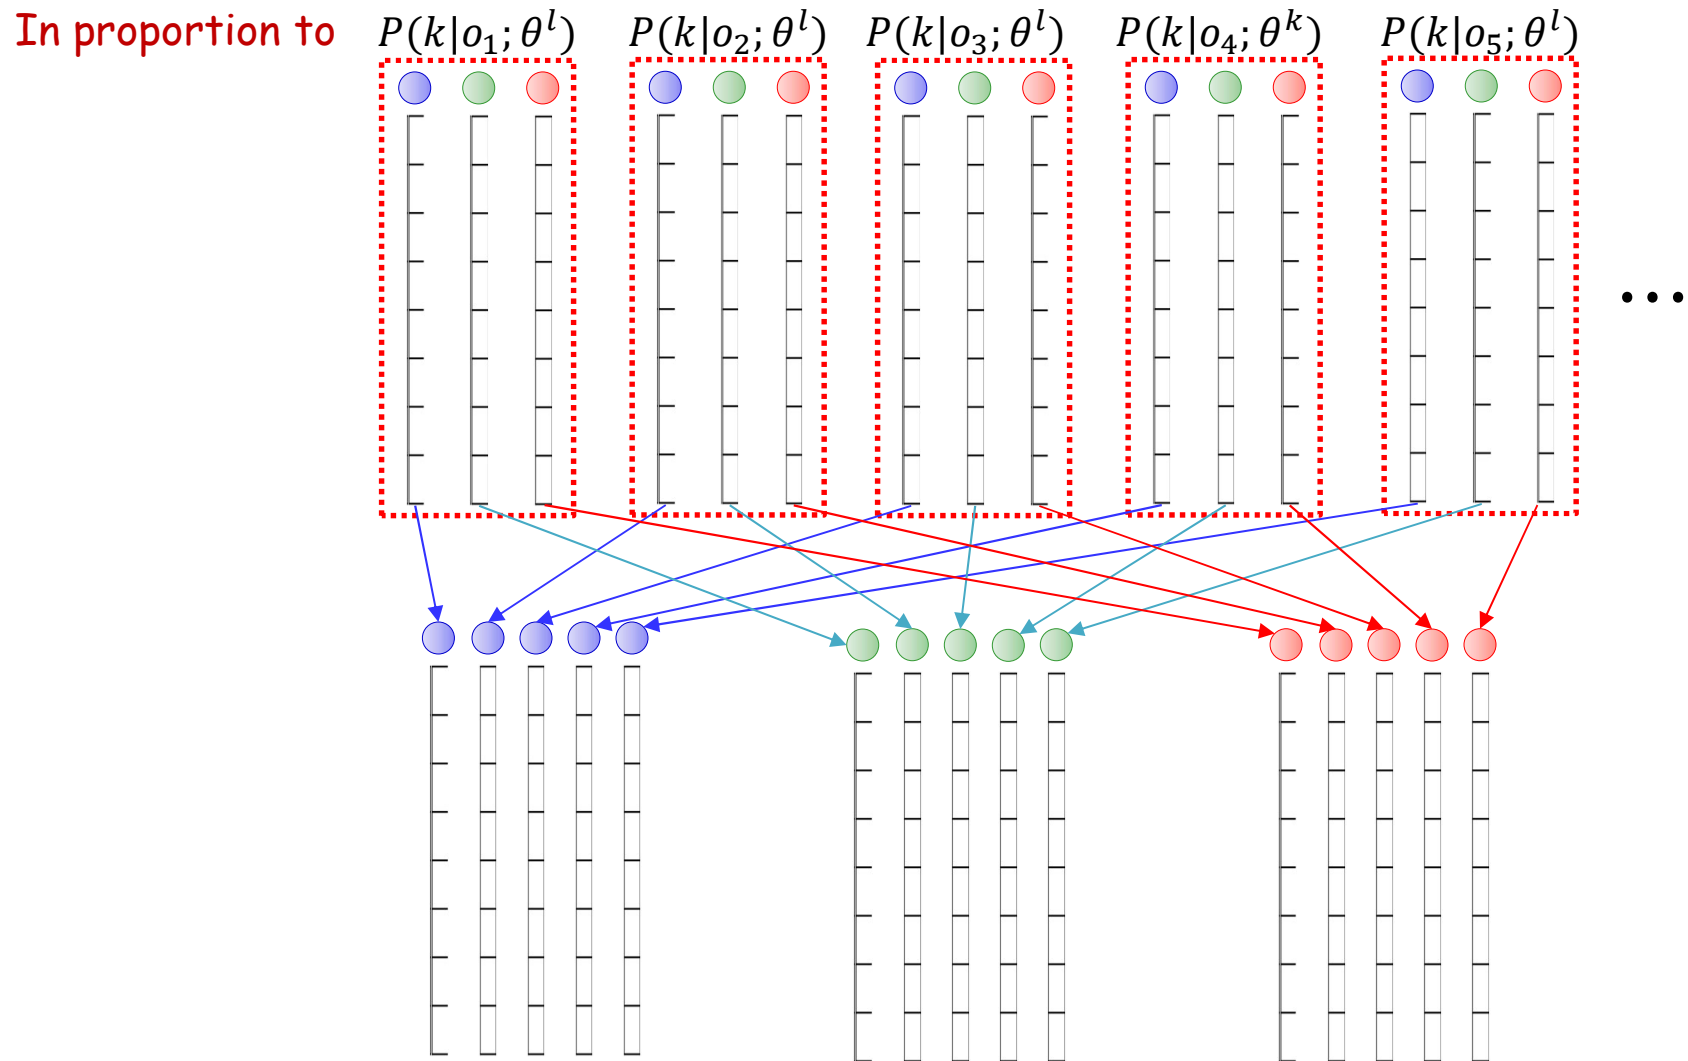 In proportion to P(k|o₁; θˡ) P(k|o₂; θˡ) P(k|o₃; θˡ) P(k|o₄; θᵏ) P(k|o₅; θˡ)
...